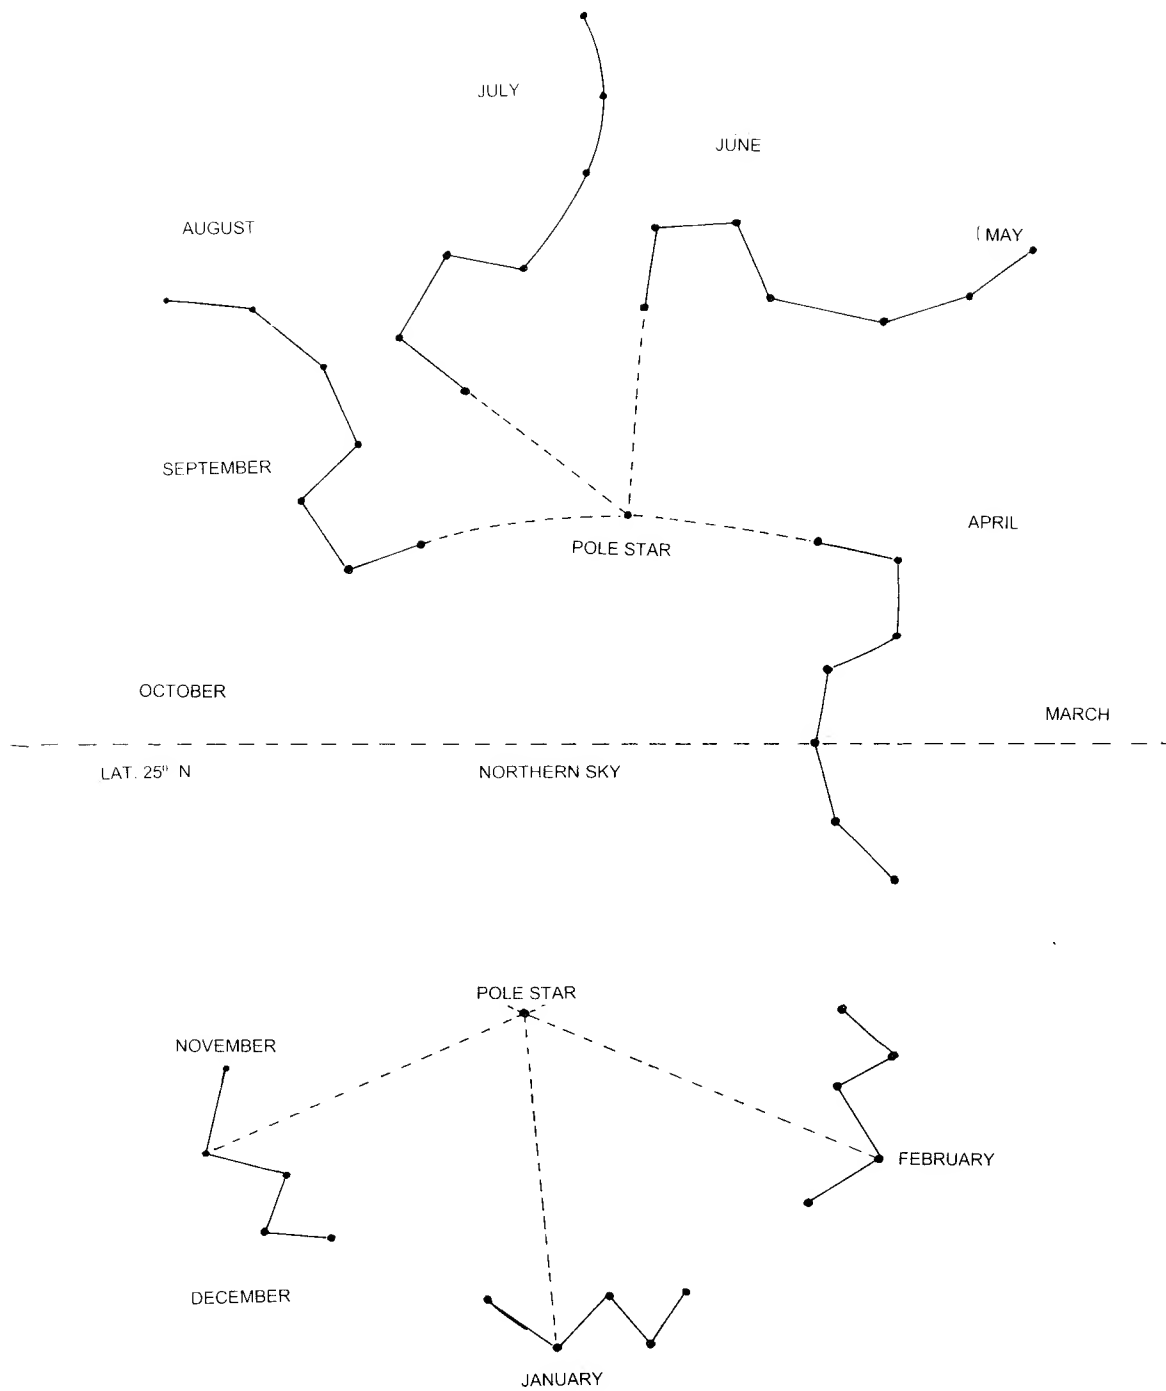 JULY
JUNE
AUGUST
( MAY
SEPTEMBER
APRIL
POLE STAR
OCTOBER
MARCH
LAT. 25° N
NORTHERN SKY
POLE STAR
NOVEMBER
FEBRUARY
DECEMBER
JANUARY